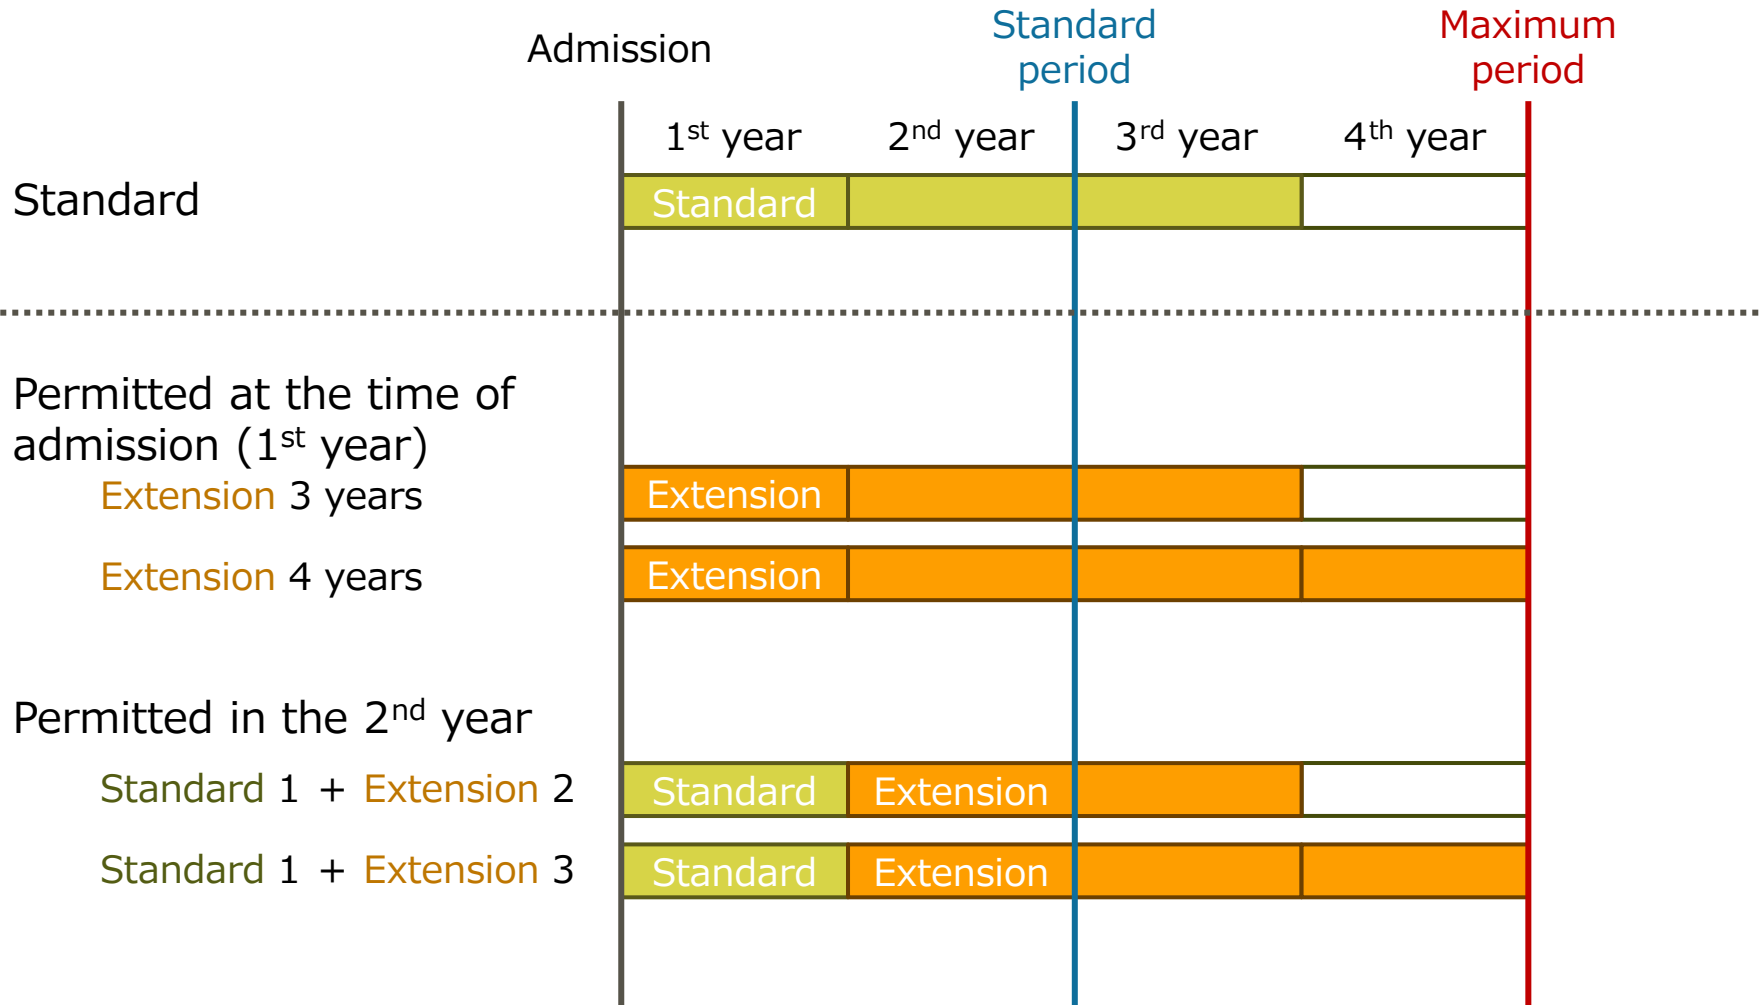 Admission
Standard
period
Maximum
period
1st year
2nd year
3rd year
4th year
Standard
Standard
Permitted at the time of
admission (1st year)
Extension 3 years
Extension
Extension 4 years
Extension
Permitted in the 2nd year
Standard 1 + Extension 2
Standard
Extension
Standard 1 + Extension 3
Standard
Extension